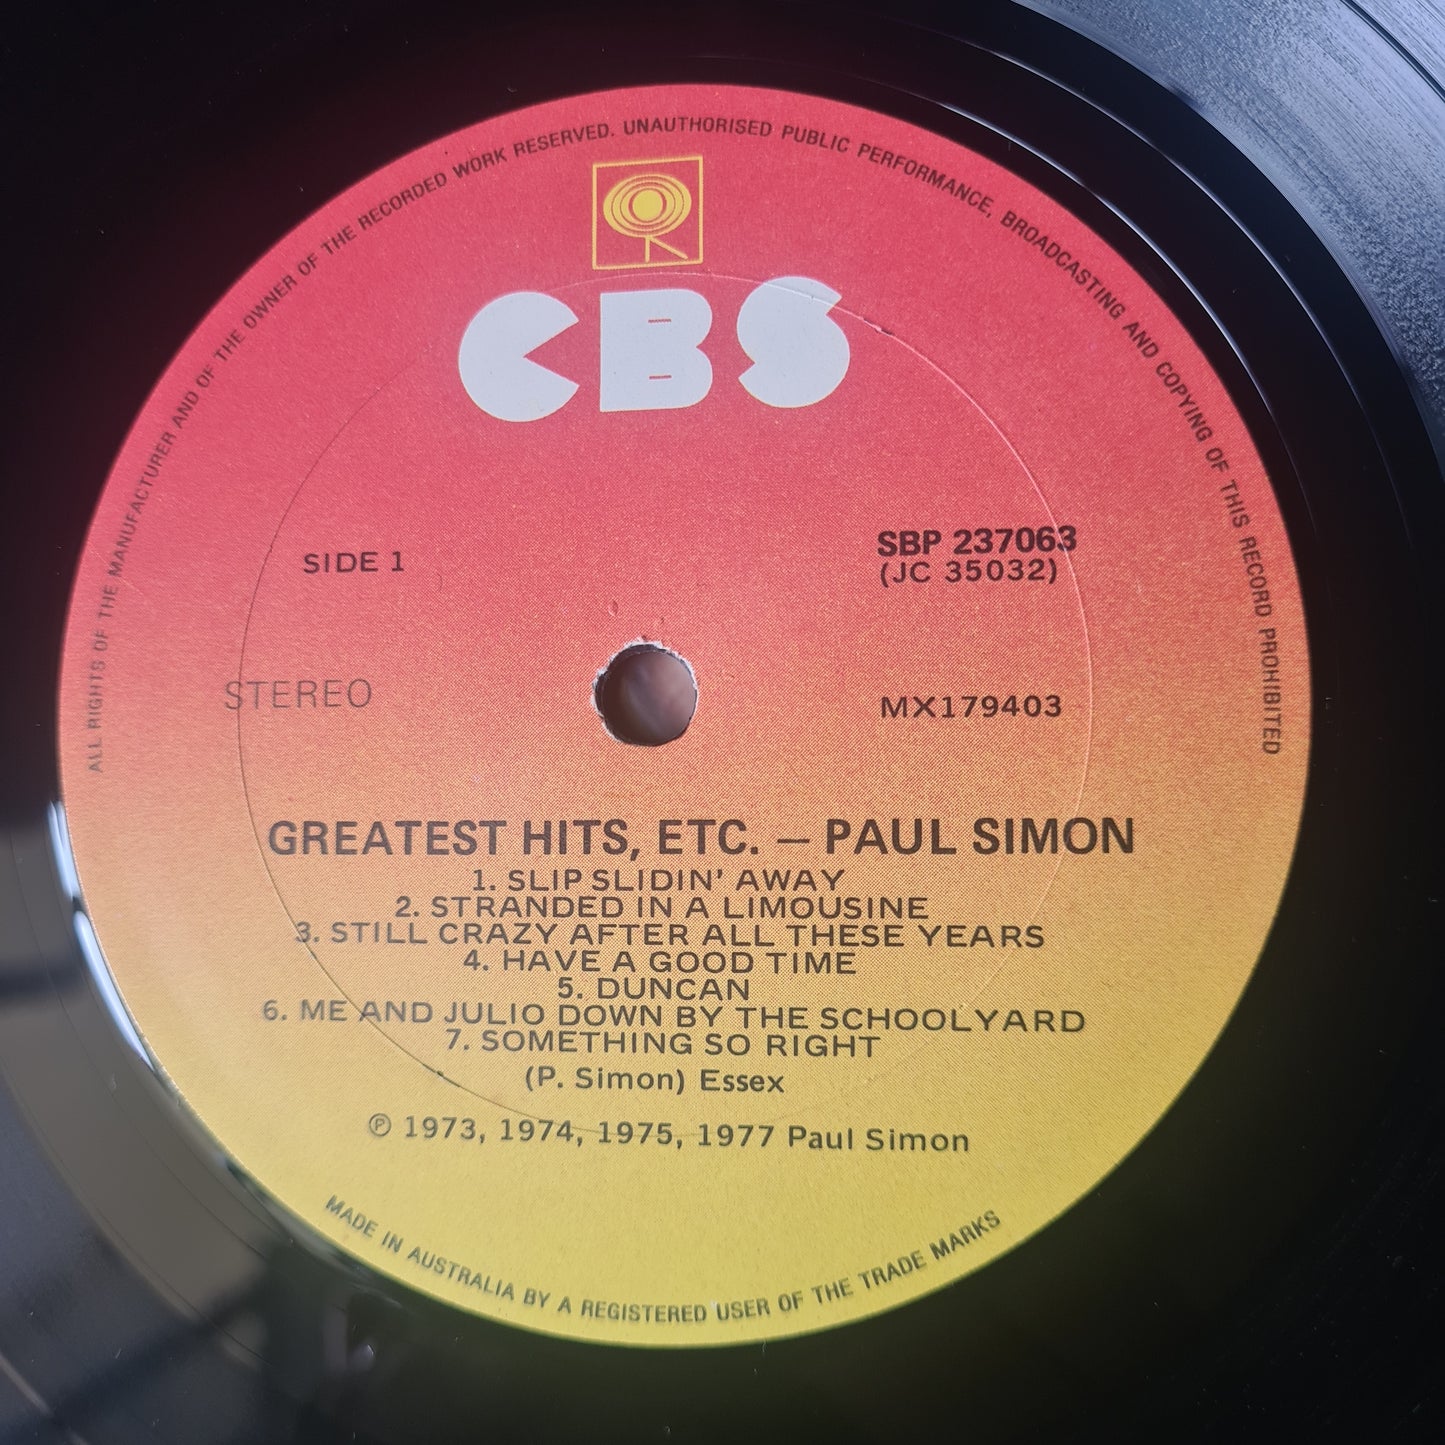 ALL RIGHTS OF THE MANUFACTURER AND OF THE OWNER OF THE RECORDED WORK RESERVED. UNAUTHORISED PUBLIC PERFORMANCE, BROADCASTING AND COPYING OF THIS RECORD PROHIBITED
CBS
SIDE 1
SBP 237063
(JC 35032)
STEREO
MX179403
GREATEST HITS, ETC. — PAUL SIMON
1. SLIP SLIDIN' AWAY
2. STRANDED IN A LIMOUSINE
3. STILL CRAZY AFTER ALL THESE YEARS
4. HAVE A GOOD TIME
5. DUNCAN
6. ME AND JULIO DOWN BY THE SCHOOLYARD
7. SOMETHING SO RIGHT
(P. Simon) Essex
℗ 1973, 1974, 1975, 1977 Paul Simon
MADE IN AUSTRALIA BY A REGISTERED USER OF THE TRADE MARKS